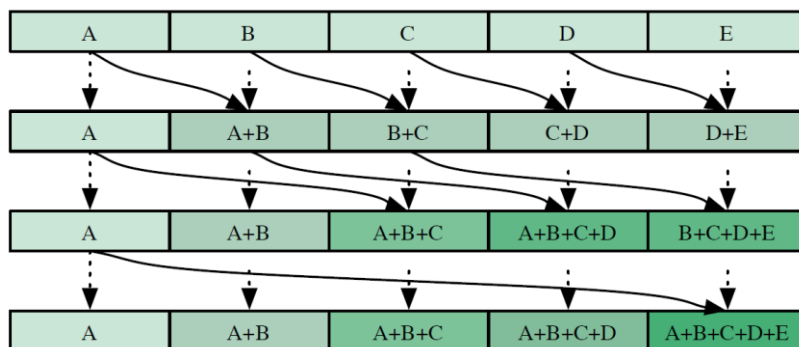 A B C D E
A A+B B+C C+D D+E
A A+B A+B+C A+B+C+D B+C+D+E
A A+B A+B+C A+B+C+D A+B+C+D+E